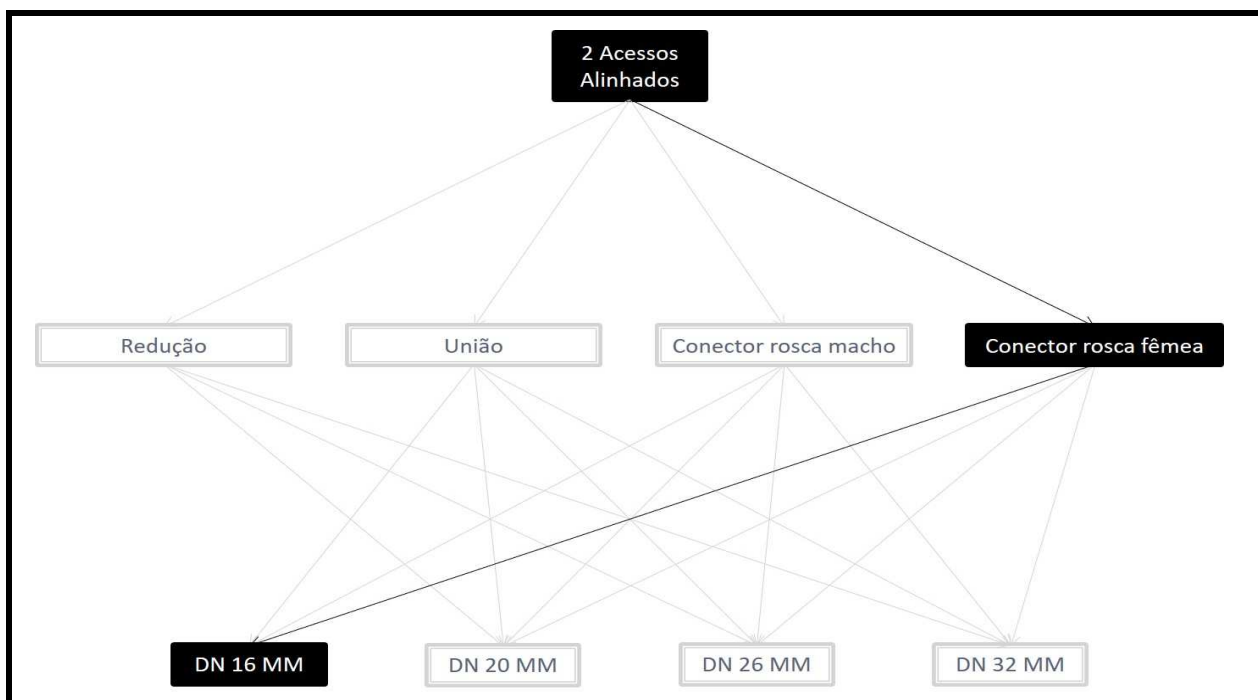 2 Acessos
Alinhados
Redução
União
Conector rosca macho
Conector rosca fêmea
DN 16 MM
DN 20 MM
DN 26 MM
DN 32 MM